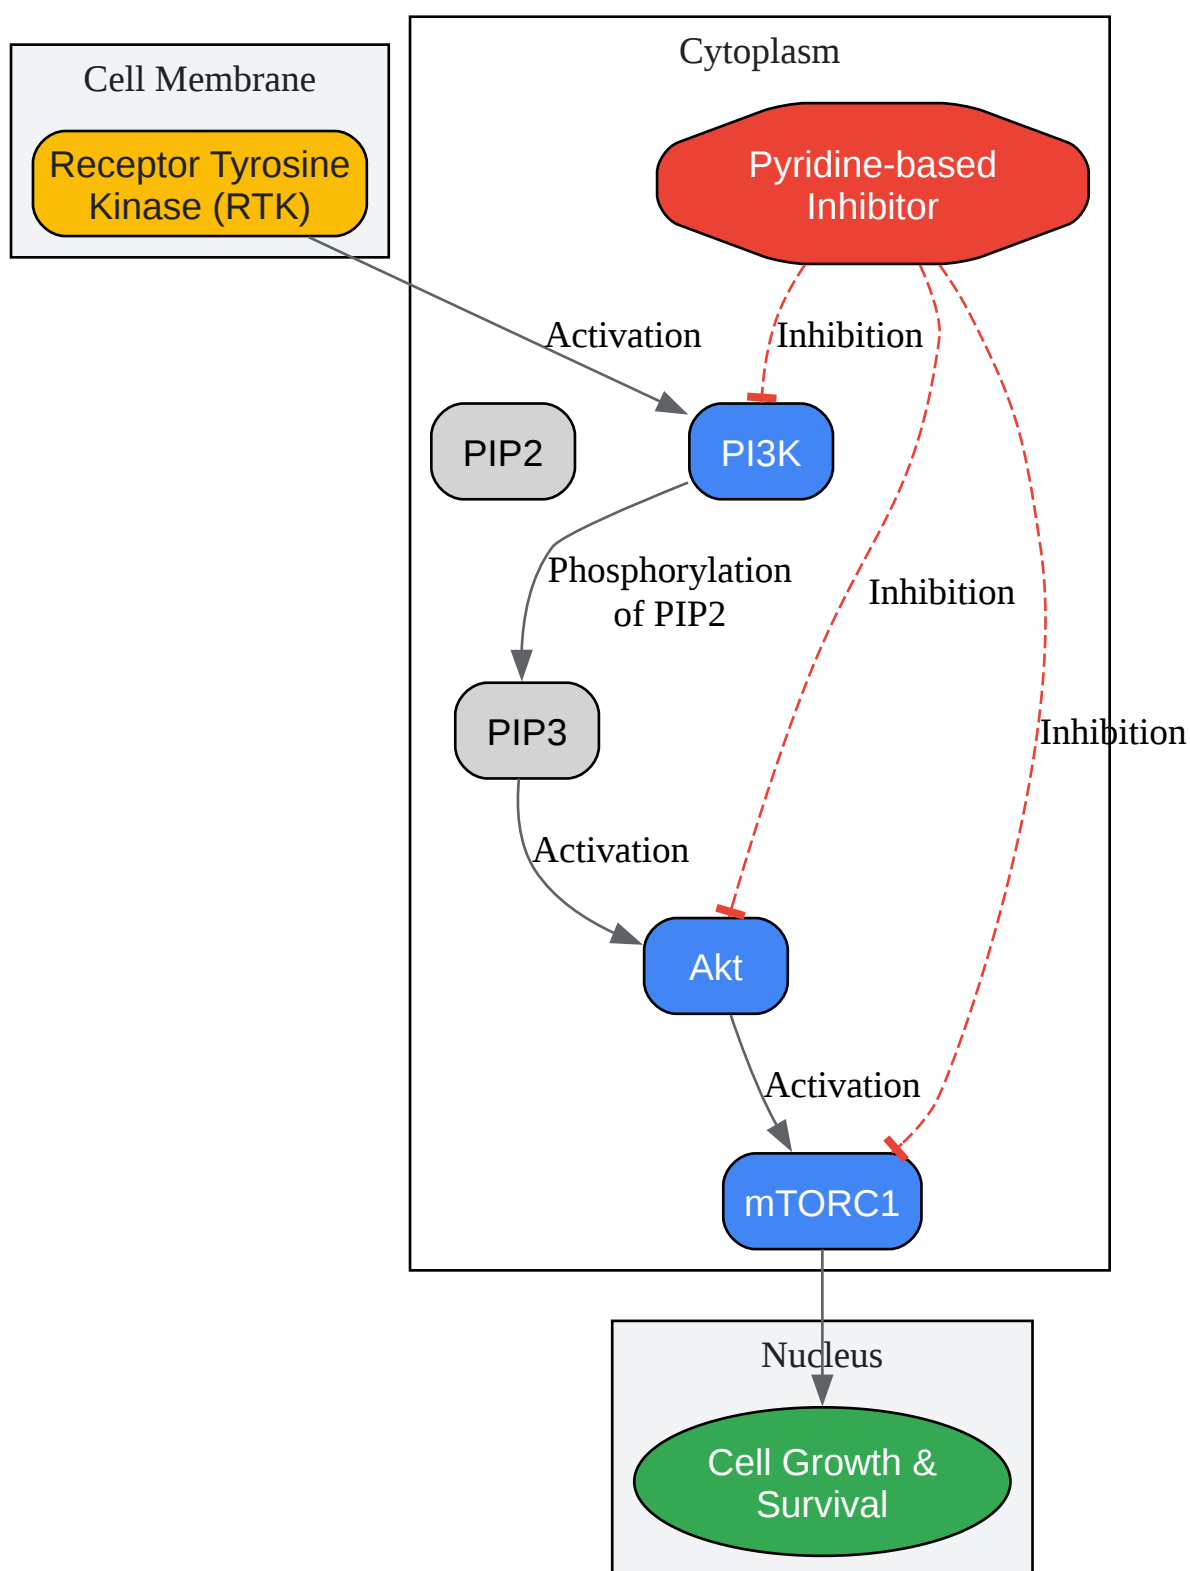 Cytoplasm
Cell Membrane
Receptor Tyrosine
Kinase (RTK)
Pyridine-based
Inhibitor
Activation
Inhibition
PIP2
PI3K
Phosphorylation
of PIP2
Inhibition
PIP3
Inhibition
Activation
Akt
Activation
mTORC1
Nucleus
Cell Growth &
Survival